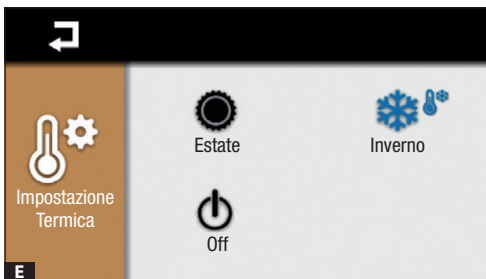 Estate
Inverno
Impostazione
Termica
Off
E